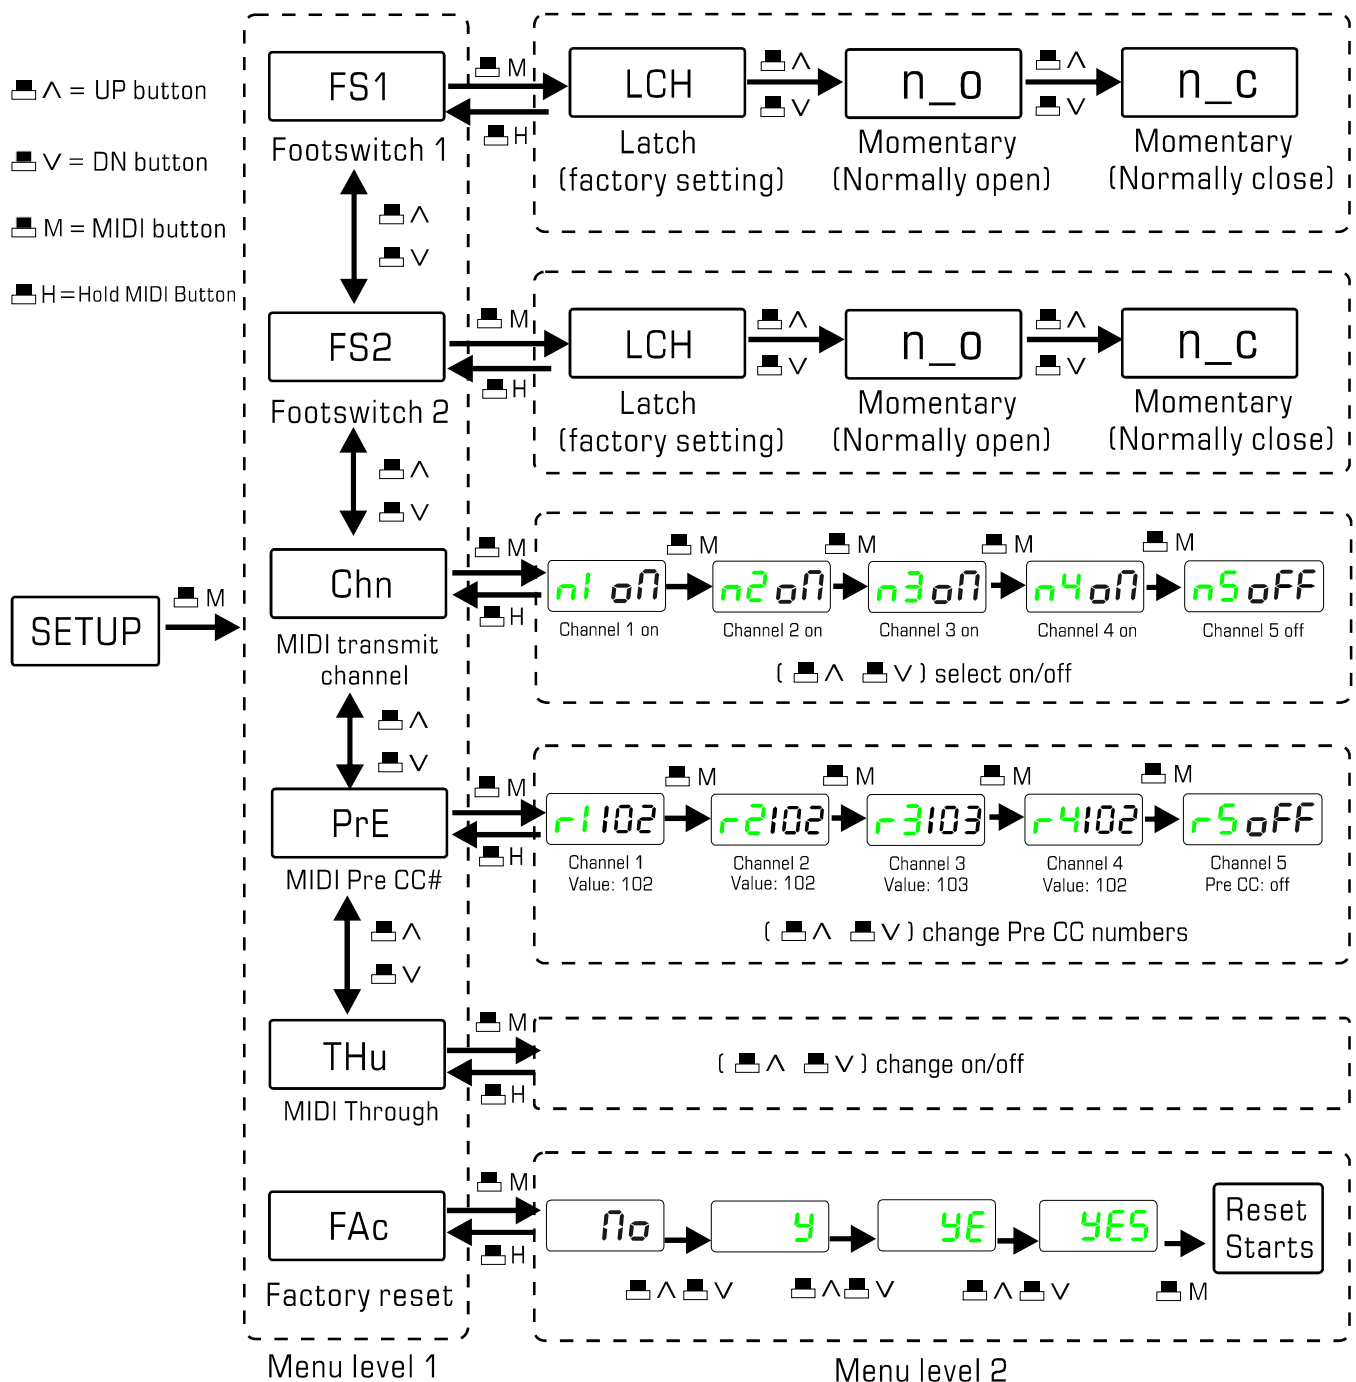 ∧ = UP button
∨ = DN button
M = MIDI button
H = Hold MIDI Button
SETUP
M
FS1
Footswitch 1
M
H
LCH
Latch
(factory setting)
∧
∨
n_o
Momentary
(Normally open)
∧
∨
n_c
Momentary
(Normally close)
∧
∨
FS2
Footswitch 2
M
H
LCH
Latch
(factory setting)
∧
∨
n_o
Momentary
(Normally open)
∧
∨
n_c
Momentary
(Normally close)
∧
∨
Chn
MIDI transmit
channel
M
H
n1 on
Channel 1 on
M
n2 on
Channel 2 on
M
n3 on
Channel 3 on
M
n4 on
Channel 4 on
M
n5 oFF
Channel 5 off
( ∧ ∨ ) select on/off
∧
∨
PrE
MIDI Pre CC#
M
H
r1 102
Channel 1
Value: 102
M
r2102
Channel 2
Value: 102
M
r3103
Channel 3
Value: 103
M
r4102
Channel 4
Value: 102
M
r5 oFF
Channel 5
Pre CC: off
( ∧ ∨ ) change Pre CC numbers
∧
∨
THu
MIDI Through
M
H
( ∧ ∨ ) change on/off
FAc
Factory reset
M
H
no
∧ ∨
y
∧ ∨
yE
∧ ∨
yES
M
Reset
Starts
Menu level 1
Menu level 2